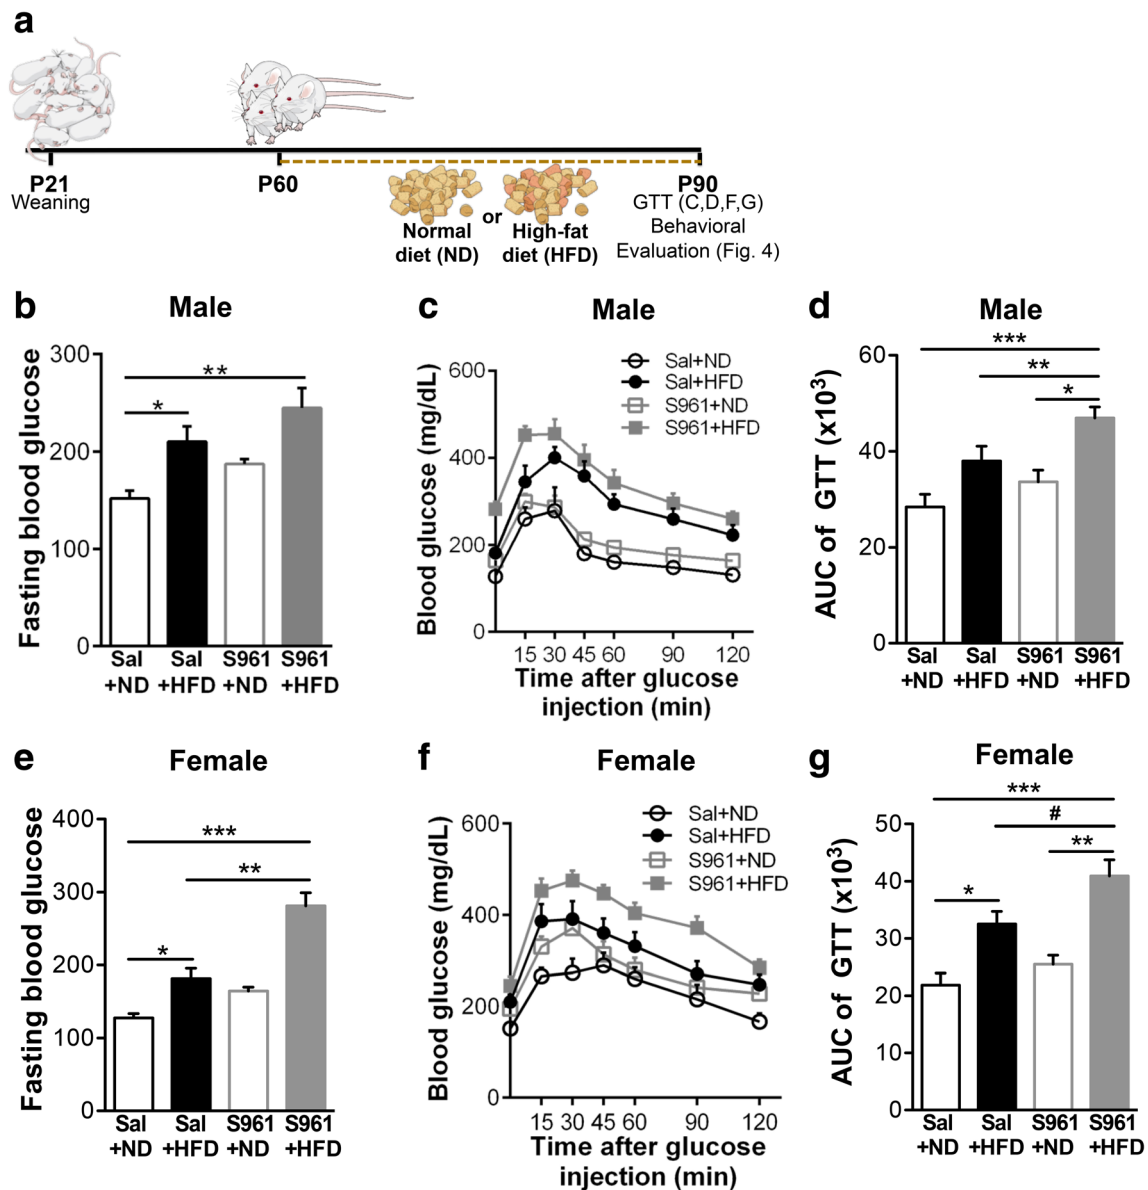 a
P21
Weaning
P60
P90
Normal
diet (ND)
or
High-fat
diet (HFD)
GTT (C,D,F,G)
Behavioral
Evaluation (Fig. 4)
b
Male
Fasting blood glucose
300
200
100
0
**
*
Sal
+ND
Sal
+HFD
S961
+ND
S961
+HFD
c
Male
Blood glucose (mg/dL)
600
400
200
0
Sal+ND
Sal+HFD
S961+ND
S961+HFD
15 30 45 60 90 120
Time after glucose
injection (min)
d
Male
AUC of GTT (x10³)
60
40
20
0
***
**
*
Sal
+ND
Sal
+HFD
S961
+ND
S961
+HFD
e
Female
Fasting blood glucose
400
300
200
100
0
***
**
*
Sal
+ND
Sal
+HFD
S961
+ND
S961
+HFD
f
Female
Blood glucose (mg/dL)
600
400
200
0
Sal+ND
Sal+HFD
S961+ND
S961+HFD
15 30 45 60 90 120
Time after glucose
injection (min)
g
Female
AUC of GTT (x10³)
50
40
30
20
10
0
***
#
**
*
Sal
+ND
Sal
+HFD
S961
+ND
S961
+HFD